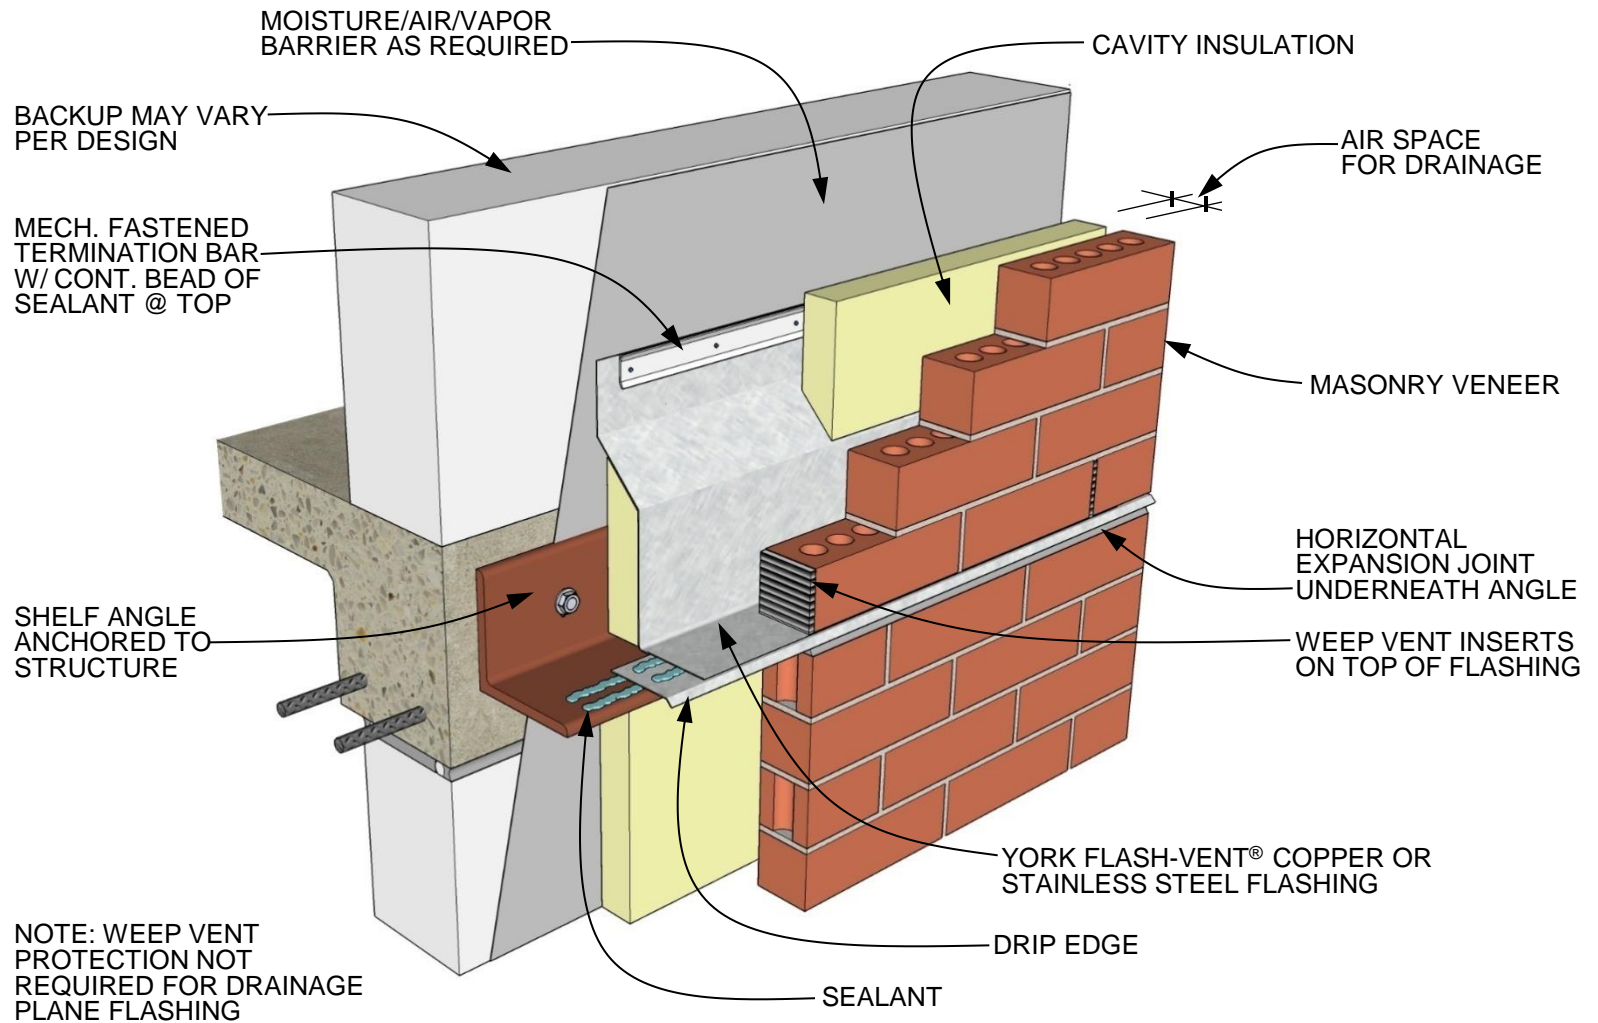 MOISTURE/AIR/VAPOR
BARRIER AS REQUIRED
CAVITY INSULATION
BACKUP MAY VARY
PER DESIGN
AIR SPACE
FOR DRAINAGE
MECH. FASTENED
TERMINATION BAR
W/ CONT. BEAD OF
SEALANT @ TOP
MASONRY VENEER
HORIZONTAL
EXPANSION JOINT
UNDERNEATH ANGLE
SHELF ANGLE
ANCHORED TO
STRUCTURE
WEEP VENT INSERTS
ON TOP OF FLASHING
YORK FLASH-VENT® COPPER OR
STAINLESS STEEL FLASHING
DRIP EDGE
SEALANT
NOTE: WEEP VENT
PROTECTION NOT
REQUIRED FOR DRAINAGE
PLANE FLASHING